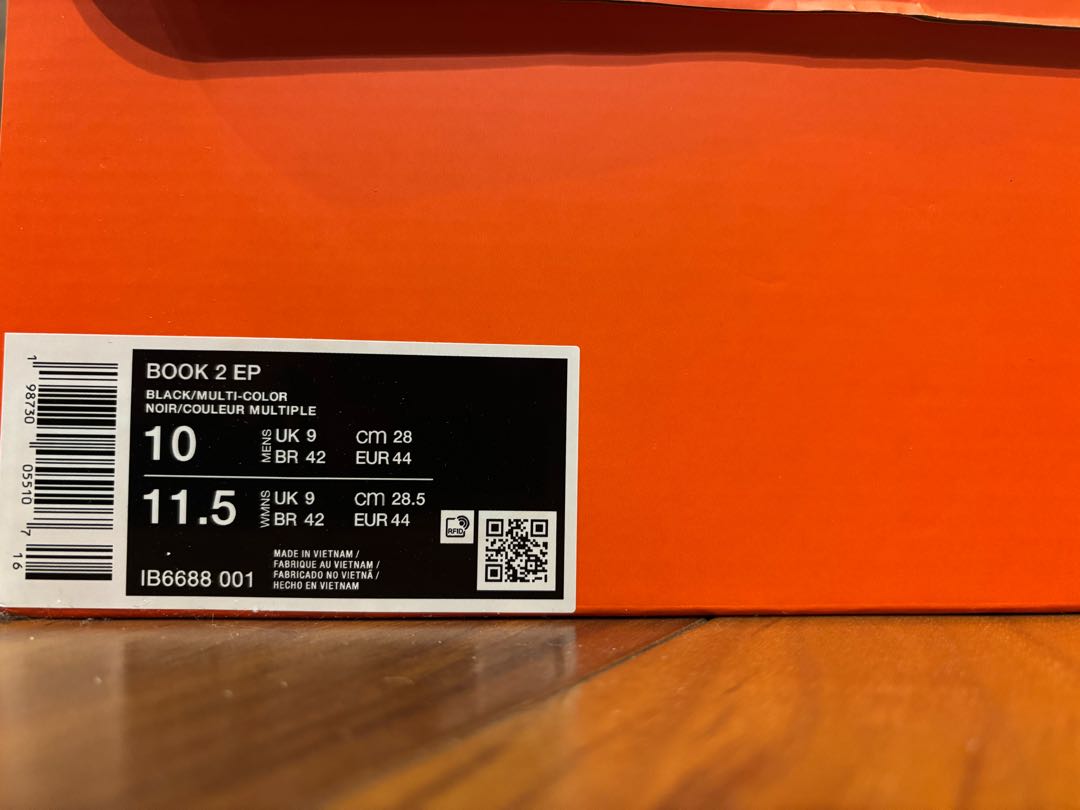 BOOK 2 EP
BLACK/MULTI-COLOR
NOIR/COULEUR MULTIPLE
10 MENS UK 9 cm 28
BR 42 EUR 44
11.5 WMNS UK 9 cm 28.5
BR 42 EUR 44
RFID
IB6688 001
MADE IN VIETNAM /
FABRIQUE AU VIETNAM /
FABRICADO NO VIETNÃ /
HECHO EN VIETNAM
1 98730 05510 7 16